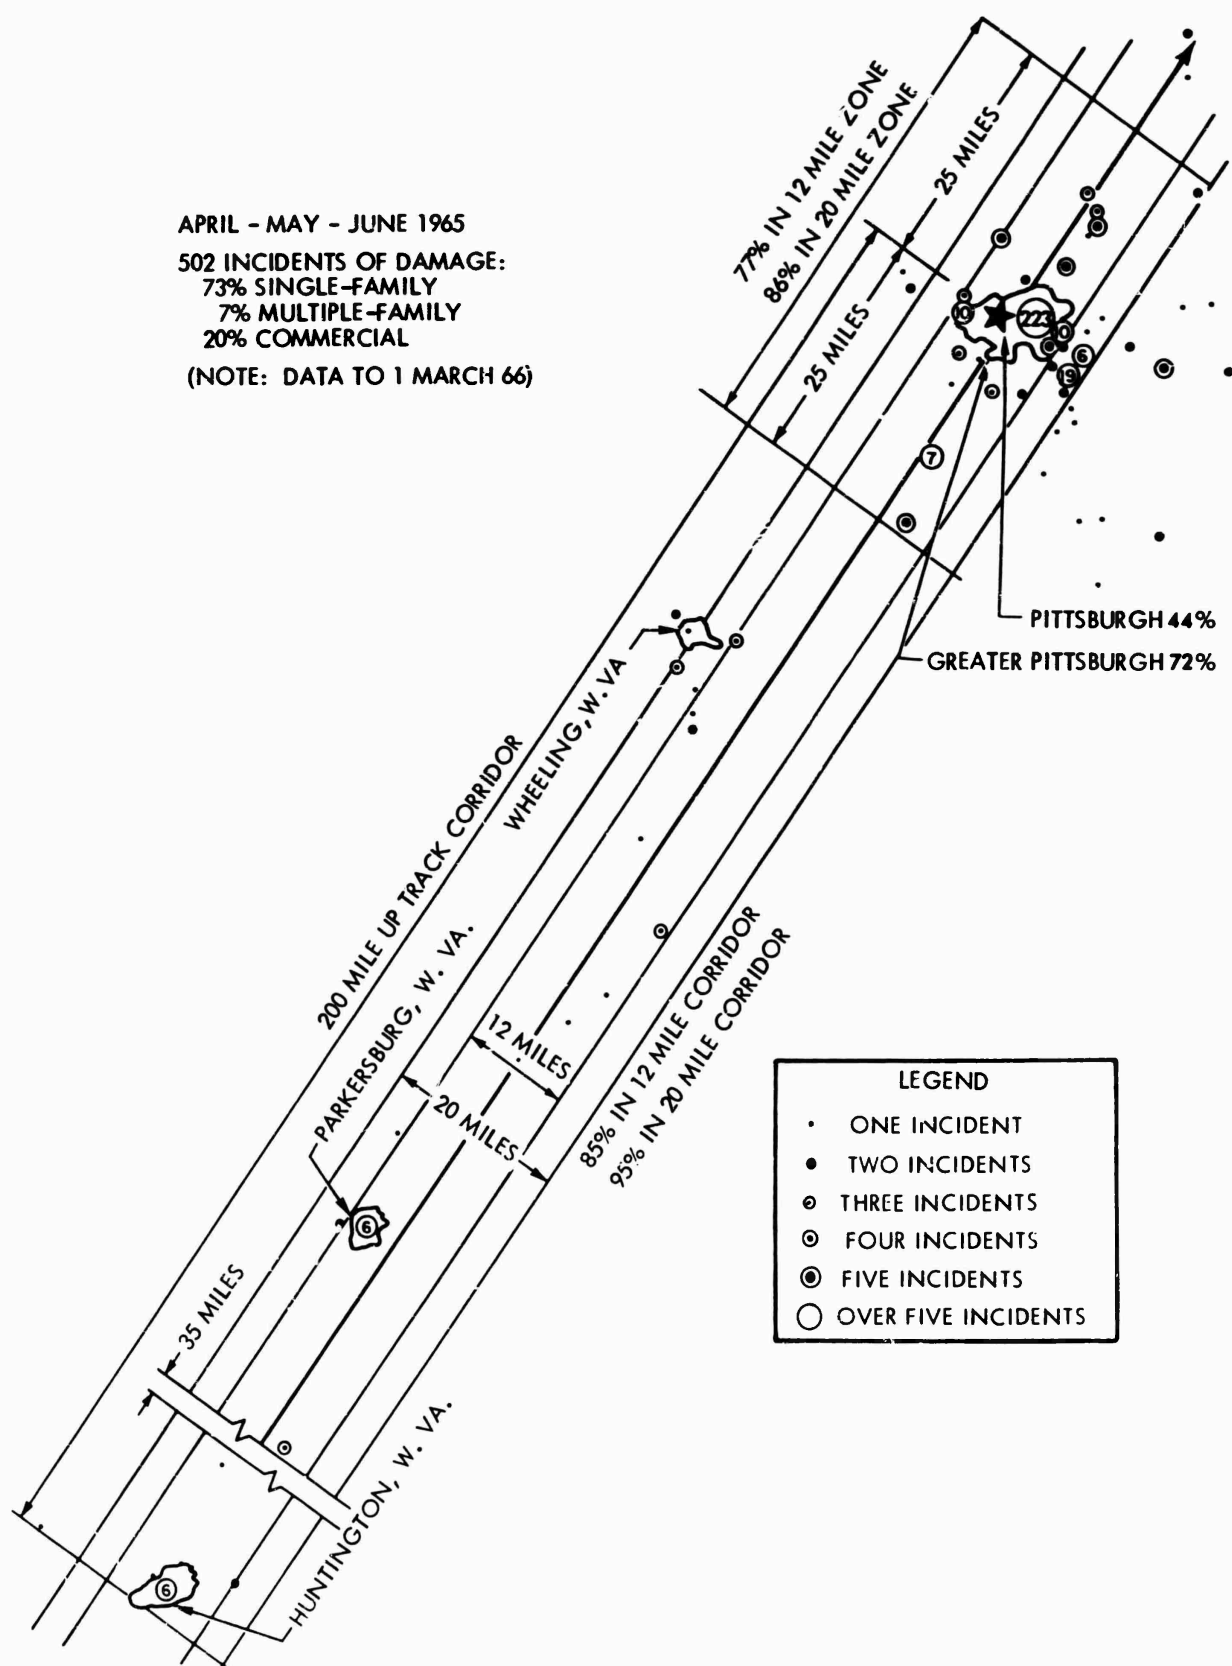 APRIL - MAY - JUNE 1965
502 INCIDENTS OF DAMAGE:
73% SINGLE-FAMILY
7% MULTIPLE-FAMILY
20% COMMERCIAL
(NOTE: DATA TO 1 MARCH 66)
77% IN 12 MILE ZONE
86% IN 20 MILE ZONE
25 MILES
25 MILES
10
223
10
6
19
7
PITTSBURGH 44%
GREATER PITTSBURGH 72%
WHEELING, W. VA
200 MILE UP TRACK CORRIDOR
PARKERSBURG, W. VA.
12 MILES
20 MILES
85% IN 12 MILE CORRIDOR
95% IN 20 MILE CORRIDOR
6
35 MILES
HUNTINGTON, W. VA.
6
LEGEND
ONE INCIDENT
TWO INCIDENTS
THREE INCIDENTS
FOUR INCIDENTS
FIVE INCIDENTS
OVER FIVE INCIDENTS